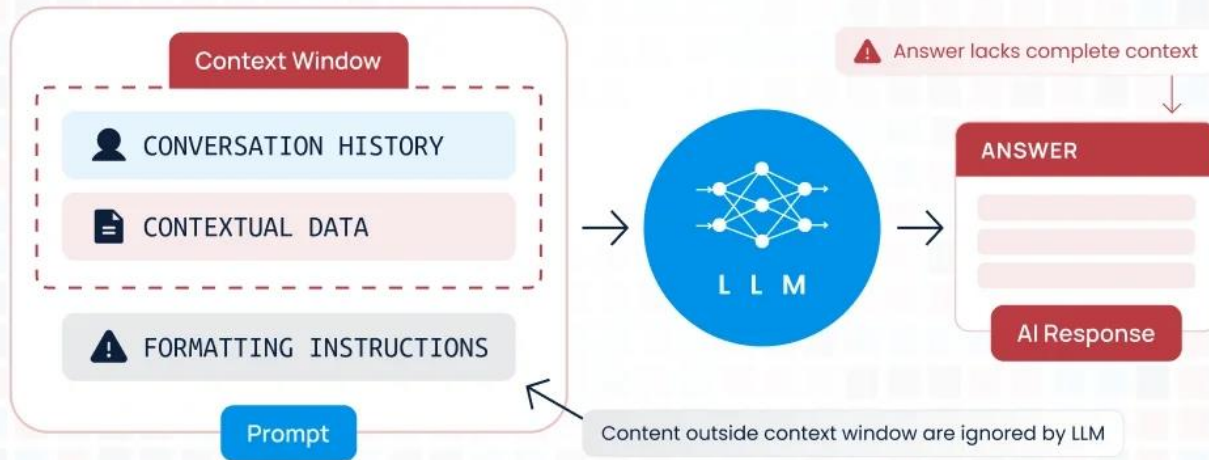 Context Window
CONVERSATION HISTORY
CONTEXTUAL DATA
FORMATTING INSTRUCTIONS
Prompt
L L M
Answer lacks complete context
ANSWER
AI Response
Content outside context window are ignored by LLM